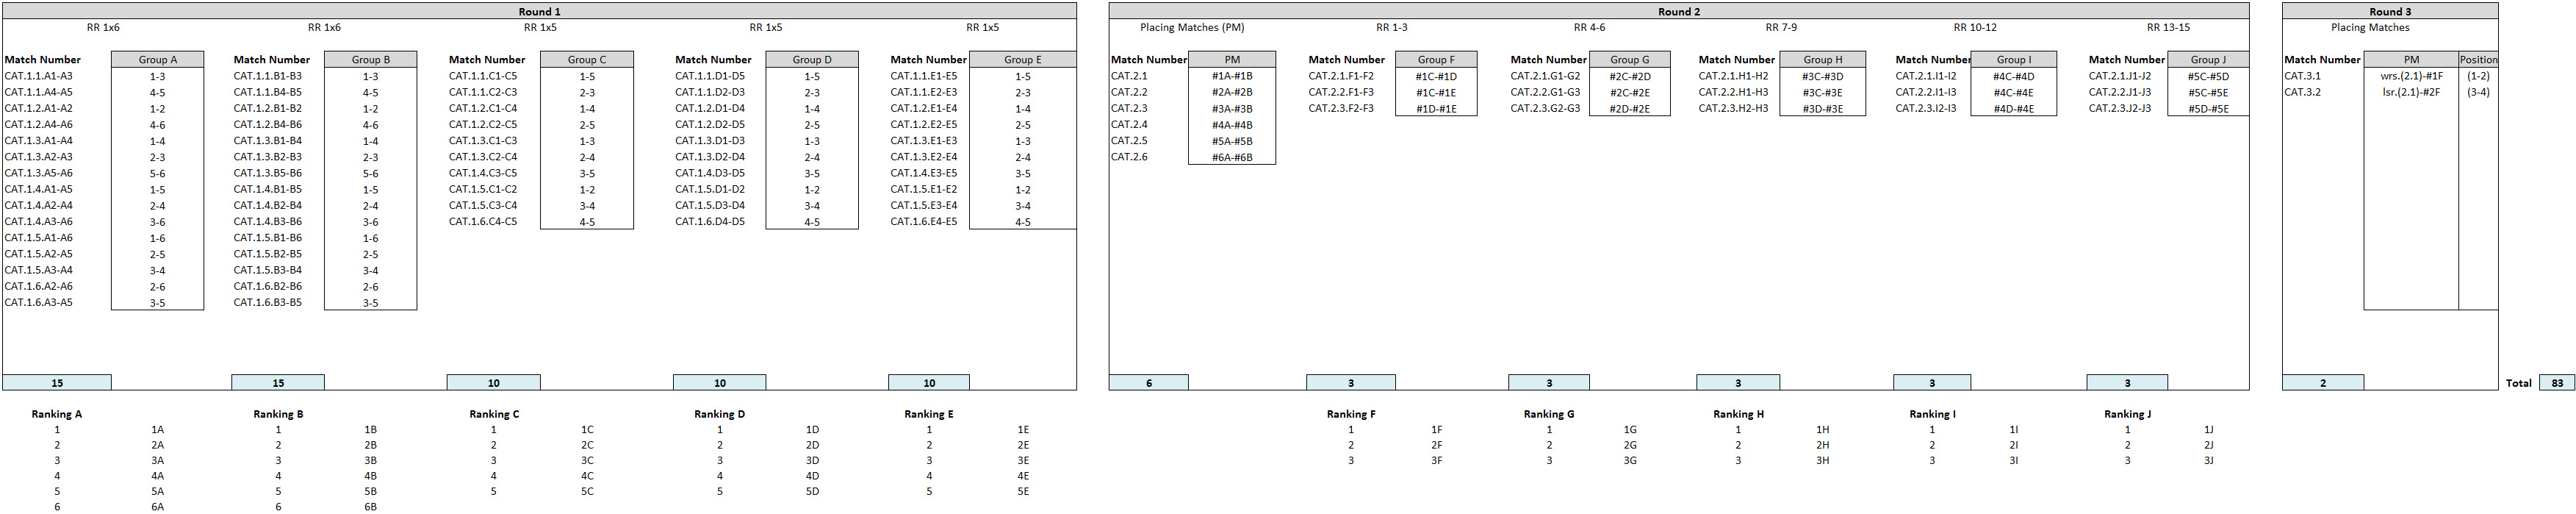 Round 1 Round 2 Round 3
RR 1x6 RR 1x6 RR 1x5 RR 1x5 RR 1x5 Placing Matches (PM) RR 1-3 RR 4-6 RR 7-9 RR 10-12 RR 13-15 Placing Matches
Match Number Group A Match Number Group B Match Number Group C Match Number Group D Match Number Group E Match Number PM Match Number Group F Match Number Group G Match Number Group H Match Number Group I Match Number Group J Match Number PM Position
CAT.1.1.A1-A3 1-3 CAT.1.1.B1-B3 1-3 CAT.1.1.C1-C5 1-5 CAT.1.1.D1-D5 1-5 CAT.1.1.E1-E5 1-5 CAT.2.1 #1A-#1B CAT.2.1.F1-F2 #1C-#1D CAT.2.1.G1-G2 #2C-#2D CAT.2.1.H1-H2 #3C-#3D CAT.2.1.I1-I2 #4C-#4D CAT.2.1.J1-J2 #5C-#5D CAT.3.1 wrs.(2.1)-#1F (1-2)
CAT.1.1.A4-A5 4-5 CAT.1.1.B4-B5 4-5 CAT.1.1.C2-C3 2-3 CAT.1.1.D2-D3 2-3 CAT.1.1.E2-E3 2-3 CAT.2.2 #2A-#2B CAT.2.2.F1-F3 #1C-#1E CAT.2.2.G1-G3 #2C-#2E CAT.2.2.H1-H3 #3C-#3E CAT.2.2.I1-I3 #4C-#4E CAT.2.2.J1-J3 #5C-#5E CAT.3.2 lsr.(2.1)-#2F (3-4)
CAT.1.2.A1-A2 1-2 CAT.1.2.B1-B2 1-2 CAT.1.2.C1-C4 1-4 CAT.1.2.D1-D4 1-4 CAT.1.2.E1-E4 1-4 CAT.2.3 #3A-#3B CAT.2.3.F2-F3 #1D-#1E CAT.2.3.G2-G3 #2D-#2E CAT.2.3.H2-H3 #3D-#3E CAT.2.3.I2-I3 #4D-#4E CAT.2.3.J2-J3 #5D-#5E
CAT.1.2.A4-A6 4-6 CAT.1.2.B4-B6 4-6 CAT.1.2.C2-C5 2-5 CAT.1.2.D2-D5 2-5 CAT.1.2.E2-E5 2-5 CAT.2.4 #4A-#4B
CAT.1.3.A1-A4 1-4 CAT.1.3.B1-B4 1-4 CAT.1.3.C1-C3 1-3 CAT.1.3.D1-D3 1-3 CAT.1.3.E1-E3 1-3 CAT.2.5 #5A-#5B
CAT.1.3.A2-A3 2-3 CAT.1.3.B2-B3 2-3 CAT.1.3.C2-C4 2-4 CAT.1.3.D2-D4 2-4 CAT.1.3.E2-E4 2-4 CAT.2.6 #6A-#6B
CAT.1.3.A5-A6 5-6 CAT.1.3.B5-B6 5-6 CAT.1.4.C3-C5 3-5 CAT.1.4.D3-D5 3-5 CAT.1.4.E3-E5 3-5
CAT.1.4.A1-A5 1-5 CAT.1.4.B1-B5 1-5 CAT.1.5.C1-C2 1-2 CAT.1.5.D1-D2 1-2 CAT.1.5.E1-E2 1-2
CAT.1.4.A2-A4 2-4 CAT.1.4.B2-B4 2-4 CAT.1.5.C3-C4 3-4 CAT.1.5.D3-D4 3-4 CAT.1.5.E3-E4 3-4
CAT.1.4.A3-A6 3-6 CAT.1.4.B3-B6 3-6 CAT.1.6.C4-C5 4-5 CAT.1.6.D4-D5 4-5 CAT.1.6.E4-E5 4-5
CAT.1.5.A1-A6 1-6 CAT.1.5.B1-B6 1-6
CAT.1.5.A2-A5 2-5 CAT.1.5.B2-B5 2-5
CAT.1.5.A3-A4 3-4 CAT.1.5.B3-B4 3-4
CAT.1.6.A2-A6 2-6 CAT.1.6.B2-B6 2-6
CAT.1.6.A3-A5 3-5 CAT.1.6.B3-B5 3-5
15 15 10 10 10 6 3 3 3 3 3 2 Total 83
Ranking A Ranking B Ranking C Ranking D Ranking E Ranking F Ranking G Ranking H Ranking I Ranking J
1 1A 1 1B 1 1C 1 1D 1 1E 1 1F 1 1G 1 1H 1 1I 1 1J
2 2A 2 2B 2 2C 2 2D 2 2E 2 2F 2 2G 2 2H 2 2I 2 2J
3 3A 3 3B 3 3C 3 3D 3 3E 3 3F 3 3G 3 3H 3 3I 3 3J
4 4A 4 4B 4 4C 4 4D 4 4E
5 5A 5 5B 5 5C 5 5D 5 5E
6 6A 6 6B